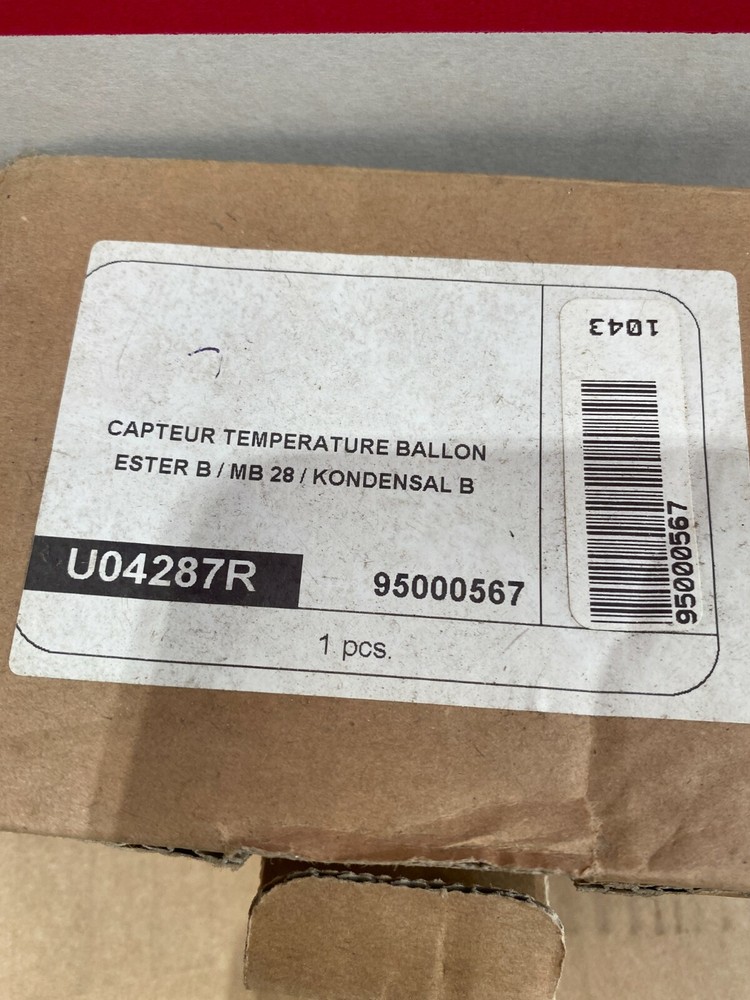 CAPTEUR TEMPERATURE BALLON
ESTER B / MB 28 / KONDENSAL B
U04287R
95000567
1 pcs.
1043
95000567